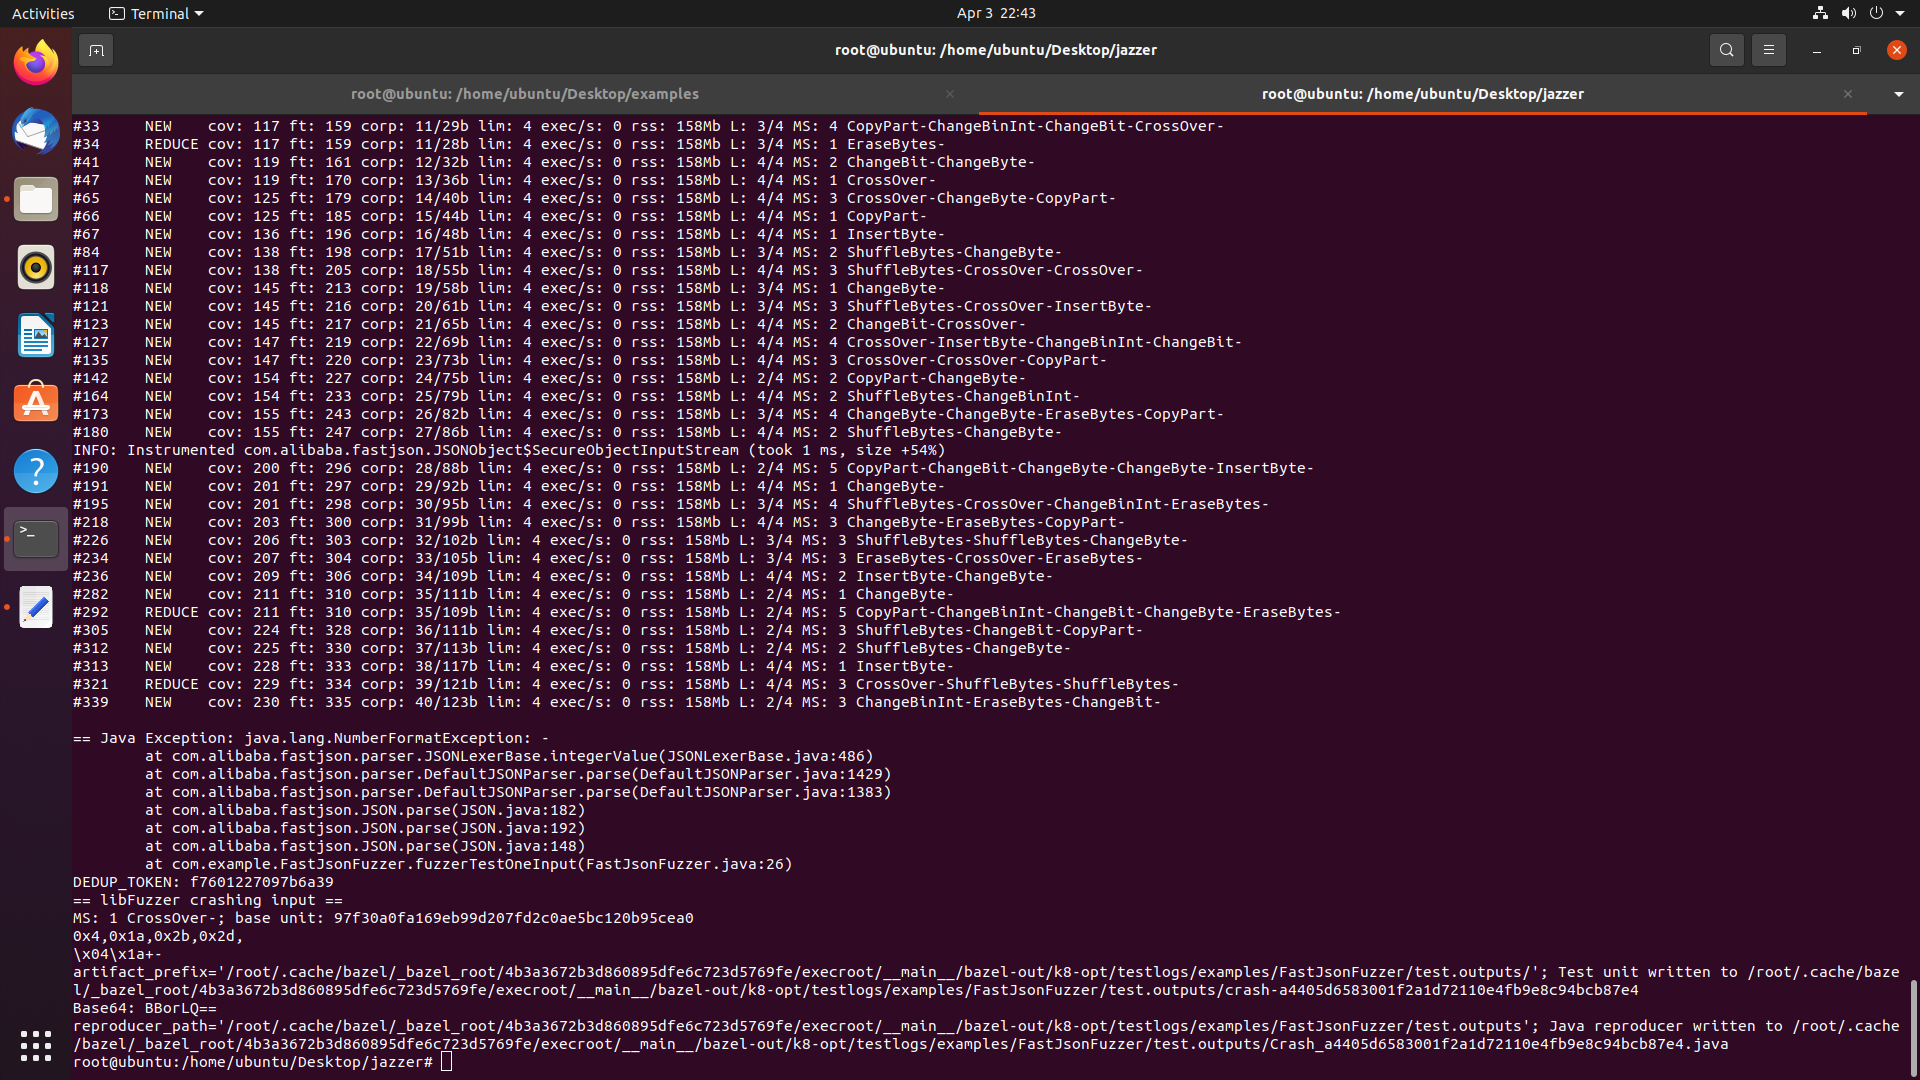 Activities Terminal Apr 3 22:43
root@ubuntu: /home/ubuntu/Desktop/jazzer
root@ubuntu: /home/ubuntu/Desktop/examples root@ubuntu: /home/ubuntu/Desktop/jazzer
#33 NEW cov: 117 ft: 159 corp: 11/29b lim: 4 exec/s: 0 rss: 158Mb L: 3/4 MS: 4 CopyPart-ChangeBinInt-ChangeBit-CrossOver-
#34 REDUCE cov: 117 ft: 159 corp: 11/28b lim: 4 exec/s: 0 rss: 158Mb L: 3/4 MS: 1 EraseBytes-
#41 NEW cov: 119 ft: 161 corp: 12/32b lim: 4 exec/s: 0 rss: 158Mb L: 4/4 MS: 2 ChangeBit-ChangeByte-
#47 NEW cov: 119 ft: 170 corp: 13/36b lim: 4 exec/s: 0 rss: 158Mb L: 4/4 MS: 1 CrossOver-
#65 NEW cov: 125 ft: 179 corp: 14/40b lim: 4 exec/s: 0 rss: 158Mb L: 4/4 MS: 3 CrossOver-ChangeByte-CopyPart-
#66 NEW cov: 125 ft: 185 corp: 15/44b lim: 4 exec/s: 0 rss: 158Mb L: 4/4 MS: 1 CopyPart-
#67 NEW cov: 136 ft: 196 corp: 16/48b lim: 4 exec/s: 0 rss: 158Mb L: 4/4 MS: 1 InsertByte-
#84 NEW cov: 138 ft: 198 corp: 17/51b lim: 4 exec/s: 0 rss: 158Mb L: 3/4 MS: 2 ShuffleBytes-ChangeByte-
#117 NEW cov: 138 ft: 205 corp: 18/55b lim: 4 exec/s: 0 rss: 158Mb L: 4/4 MS: 3 ShuffleBytes-CrossOver-CrossOver-
#118 NEW cov: 145 ft: 213 corp: 19/58b lim: 4 exec/s: 0 rss: 158Mb L: 3/4 MS: 1 ChangeByte-
#121 NEW cov: 145 ft: 216 corp: 20/61b lim: 4 exec/s: 0 rss: 158Mb L: 3/4 MS: 3 ShuffleBytes-CrossOver-InsertByte-
#123 NEW cov: 145 ft: 217 corp: 21/65b lim: 4 exec/s: 0 rss: 158Mb L: 4/4 MS: 2 ChangeBit-CrossOver-
#127 NEW cov: 147 ft: 219 corp: 22/69b lim: 4 exec/s: 0 rss: 158Mb L: 4/4 MS: 4 CrossOver-InsertByte-ChangeBinInt-ChangeBit-
#135 NEW cov: 147 ft: 220 corp: 23/73b lim: 4 exec/s: 0 rss: 158Mb L: 4/4 MS: 3 CrossOver-CrossOver-CopyPart-
#142 NEW cov: 154 ft: 227 corp: 24/75b lim: 4 exec/s: 0 rss: 158Mb L: 2/4 MS: 2 CopyPart-ChangeByte-
#164 NEW cov: 154 ft: 233 corp: 25/79b lim: 4 exec/s: 0 rss: 158Mb L: 4/4 MS: 2 ShuffleBytes-ChangeBinInt-
#173 NEW cov: 155 ft: 243 corp: 26/82b lim: 4 exec/s: 0 rss: 158Mb L: 3/4 MS: 4 ChangeByte-ChangeByte-EraseBytes-CopyPart-
#180 NEW cov: 155 ft: 247 corp: 27/86b lim: 4 exec/s: 0 rss: 158Mb L: 4/4 MS: 2 ShuffleBytes-ChangeByte-
INFO: Instrumented com.alibaba.fastjson.JSONObject$SecureObjectInputStream (took 1 ms, size +54%)
#190 NEW cov: 200 ft: 296 corp: 28/88b lim: 4 exec/s: 0 rss: 158Mb L: 2/4 MS: 5 CopyPart-ChangeBit-ChangeByte-ChangeByte-InsertByte-
#191 NEW cov: 201 ft: 297 corp: 29/92b lim: 4 exec/s: 0 rss: 158Mb L: 4/4 MS: 1 ChangeByte-
#195 NEW cov: 201 ft: 298 corp: 30/95b lim: 4 exec/s: 0 rss: 158Mb L: 3/4 MS: 4 ShuffleBytes-CrossOver-ChangeBinInt-EraseBytes-
#218 NEW cov: 203 ft: 300 corp: 31/99b lim: 4 exec/s: 0 rss: 158Mb L: 4/4 MS: 3 ChangeByte-EraseBytes-CopyPart-
#226 NEW cov: 206 ft: 303 corp: 32/102b lim: 4 exec/s: 0 rss: 158Mb L: 3/4 MS: 3 ShuffleBytes-ShuffleBytes-ChangeByte-
#234 NEW cov: 207 ft: 304 corp: 33/105b lim: 4 exec/s: 0 rss: 158Mb L: 3/4 MS: 3 EraseBytes-CrossOver-EraseBytes-
#236 NEW cov: 209 ft: 306 corp: 34/109b lim: 4 exec/s: 0 rss: 158Mb L: 4/4 MS: 2 InsertByte-ChangeByte-
#282 NEW cov: 211 ft: 310 corp: 35/111b lim: 4 exec/s: 0 rss: 158Mb L: 2/4 MS: 1 ChangeByte-
#292 REDUCE cov: 211 ft: 310 corp: 35/109b lim: 4 exec/s: 0 rss: 158Mb L: 2/4 MS: 5 CopyPart-ChangeBinInt-ChangeBit-ChangeByte-EraseBytes-
#305 NEW cov: 224 ft: 328 corp: 36/111b lim: 4 exec/s: 0 rss: 158Mb L: 2/4 MS: 3 ShuffleBytes-ChangeBit-CopyPart-
#312 NEW cov: 225 ft: 330 corp: 37/113b lim: 4 exec/s: 0 rss: 158Mb L: 2/4 MS: 2 ShuffleBytes-ChangeByte-
#313 NEW cov: 228 ft: 333 corp: 38/117b lim: 4 exec/s: 0 rss: 158Mb L: 4/4 MS: 1 InsertByte-
#321 REDUCE cov: 229 ft: 334 corp: 39/121b lim: 4 exec/s: 0 rss: 158Mb L: 4/4 MS: 3 CrossOver-ShuffleBytes-ShuffleBytes-
#339 NEW cov: 230 ft: 335 corp: 40/123b lim: 4 exec/s: 0 rss: 158Mb L: 2/4 MS: 3 ChangeBinInt-EraseBytes-ChangeBit-
== Java Exception: java.lang.NumberFormatException: -
at com.alibaba.fastjson.parser.JSONLexerBase.integerValue(JSONLexerBase.java:486)
at com.alibaba.fastjson.parser.DefaultJSONParser.parse(DefaultJSONParser.java:1429)
at com.alibaba.fastjson.parser.DefaultJSONParser.parse(DefaultJSONParser.java:1383)
at com.alibaba.fastjson.JSON.parse(JSON.java:182)
at com.alibaba.fastjson.JSON.parse(JSON.java:192)
at com.alibaba.fastjson.JSON.parse(JSON.java:148)
at com.example.FastJsonFuzzer.fuzzerTestOneInput(FastJsonFuzzer.java:26)
DEDUP_TOKEN: f7601227097b6a39
== libFuzzer crashing input ==
MS: 1 CrossOver-; base unit: 97f30a0fa169eb99d207fd2c0ae5bc120b95cea0
0x4,0x1a,0x2b,0x2d,
\x04\x1a+-
artifact_prefix='/root/.cache/bazel/_bazel_root/4b3a3672b3d860895dfe6c723d5769fe/execroot/__main__/bazel-out/k8-opt/testlogs/examples/FastJsonFuzzer/test.outputs/'; Test unit written to /root/.cache/baze
l/_bazel_root/4b3a3672b3d860895dfe6c723d5769fe/execroot/__main__/bazel-out/k8-opt/testlogs/examples/FastJsonFuzzer/test.outputs/crash-a4405d6583001f2a1d72110e4fb9e8c94bcb87e4
Base64: BBorLQ==
reproducer_path='/root/.cache/bazel/_bazel_root/4b3a3672b3d860895dfe6c723d5769fe/execroot/__main__/bazel-out/k8-opt/testlogs/examples/FastJsonFuzzer/test.outputs'; Java reproducer written to /root/.cache
/bazel/_bazel_root/4b3a3672b3d860895dfe6c723d5769fe/execroot/__main__/bazel-out/k8-opt/testlogs/examples/FastJsonFuzzer/test.outputs/Crash_a4405d6583001f2a1d72110e4fb9e8c94bcb87e4.java
root@ubuntu:/home/ubuntu/Desktop/jazzer#